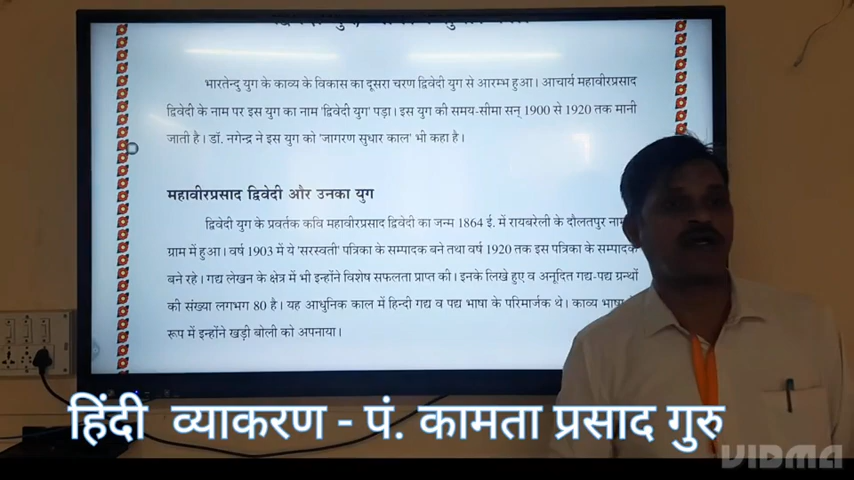 भारतेन्दु युग के काव्य के विकास का दूसरा चरण द्विवेदी युग से आरम्भ हुआ। आचार्य महावीरप्रसाद
द्विवेदी के नाम पर इस युग का नाम 'द्विवेदी युग' पड़ा। इस युग की समय-सीमा सन् 1900 से 1920 तक मानी
जाती है। डॉ. नगेन्द्र ने इस युग को 'जागरण सुधार काल' भी कहा है।
महावीरप्रसाद द्विवेदी और उनका युग
द्विवेदी युग के प्रवर्तक कवि महावीरप्रसाद द्विवेदी का जन्म 1864 ई. में रायबरेली के दौलतपुर
ग्राम में हुआ। वर्ष 1903 में ये 'सरस्वती' पत्रिका के सम्पादक बने तथा वर्ष 1920 तक इस पत्रिका के सम्पादक
बने रहे। गद्य लेखन के क्षेत्र में भी इन्होंने विशेष सफलता प्राप्त की। इनके लिखे हुए व अनूदित गद्य-पद्य ग्रन्थों
की संख्या लगभग 80 है। यह आधुनिक काल में हिन्दी गद्य व पद्य भाषा के परिमार्जक थे। काव्य भाषा
रूप में इन्होंने खड़ी बोली को अपनाया।
हिंदी व्याकरण - पं. कामता प्रसाद गुरु
VIDMA